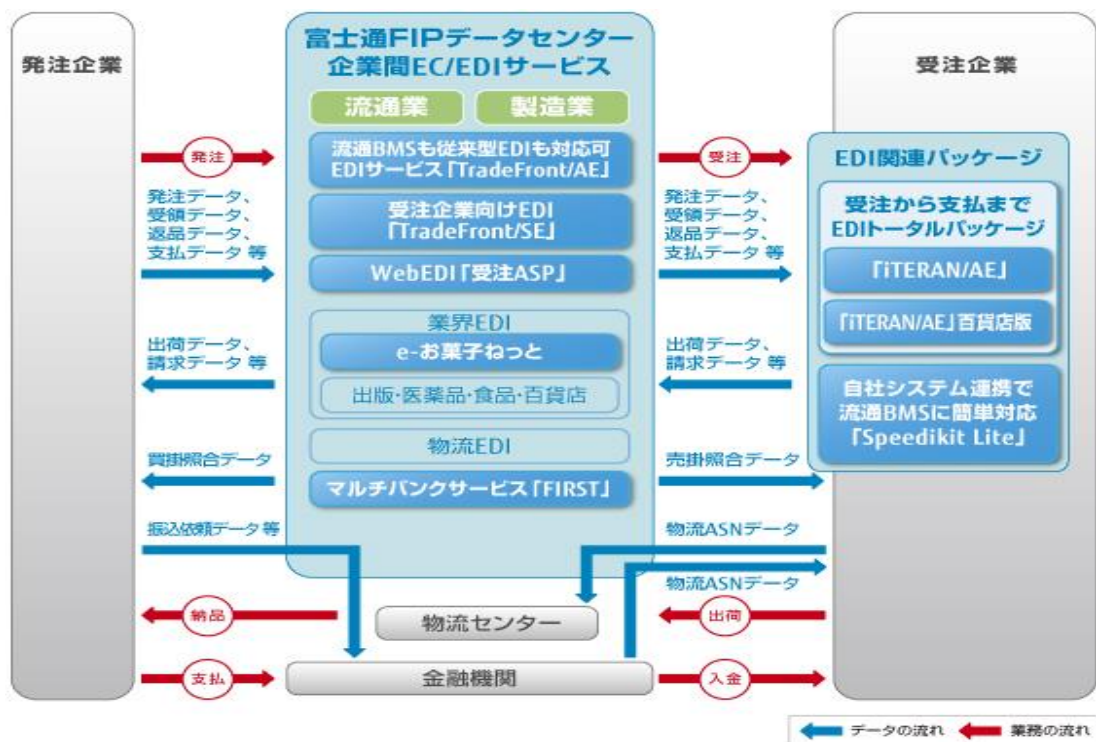 発注企業
富士通FIPデータセンター
企業間EC/EDIサービス
流通業
製造業
受注企業
発注
流通BMSも従来型EDIも対応可
EDIサービス「TradeFront/AE」
受注
発注データ、
受領データ、
返品データ、
支払データ 等
受注企業向けEDI
「TradeFront/SE」
WebEDI「受注ASP」
発注データ、
受領データ、
返品データ、
支払データ 等
EDI関連パッケージ
受注から支払まで
EDIトータルパッケージ
「iTERAN/AE」
「iTERAN/AE」百貨店版
出荷データ、
請求データ 等
業界EDI
e-お菓子ねっと
出版・医薬品・食品・百貨店
出荷データ、
請求データ 等
自社システム連携で
流通BMSに簡単対応
「Speedikit Lite」
買掛照合データ
物流EDI
マルチバンクサービス「FIRST」
売掛照合データ
振込依頼データ 等
物流ASNデータ
物流ASNデータ
納品
物流センター
出荷
支払
金融機関
入金
データの流れ
業務の流れ